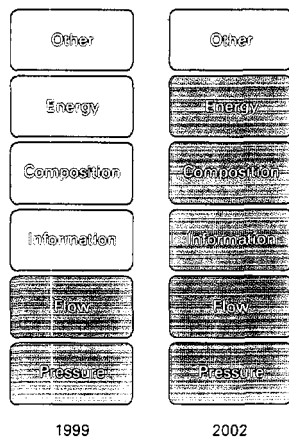 Other Other
Energy Energy
Composition Composition
Information Information
Flow Flow
Pressure Pressure
1999 2002